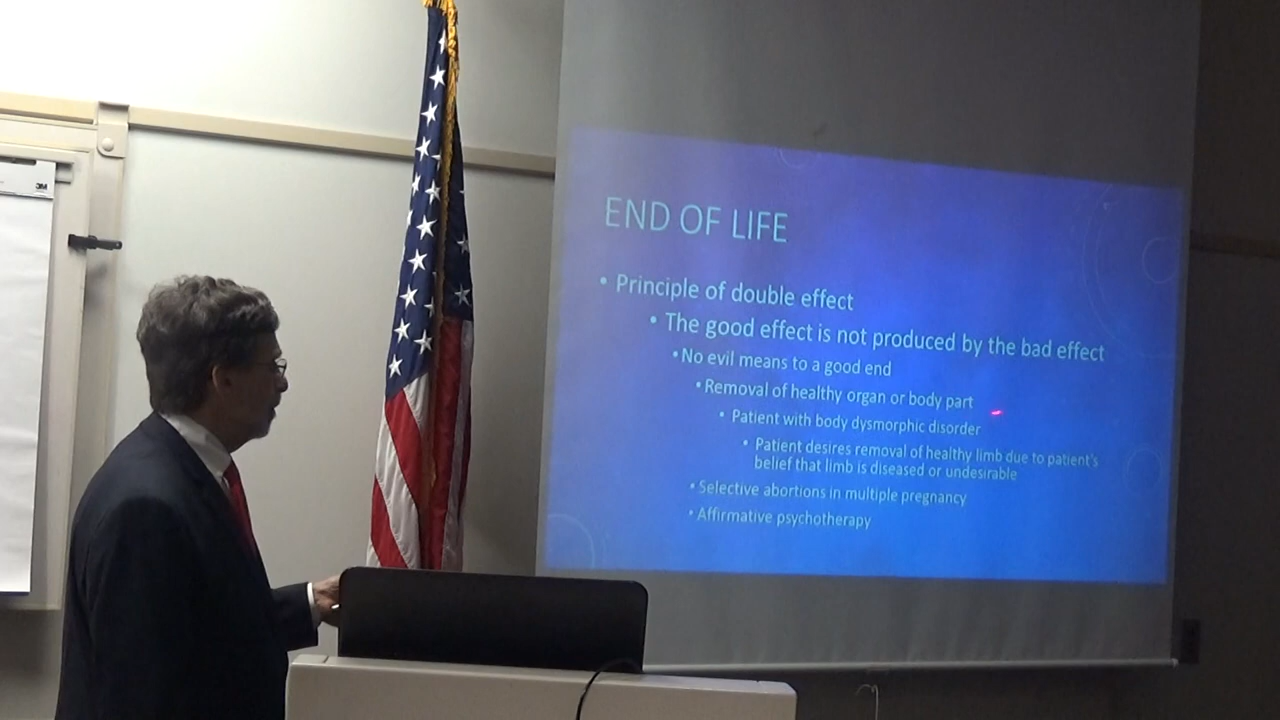 3M
END OF LIFE
• Principle of double effect
• The good effect is not produced by the bad effect
• No evil means to a good end
• Removal of healthy organ or body part
• Patient with body dysmorphic disorder
• Patient desires removal of healthy limb due to patient's
belief that limb is diseased or undesirable
• Selective abortions in multiple pregnancy
• Affirmative psychotherapy